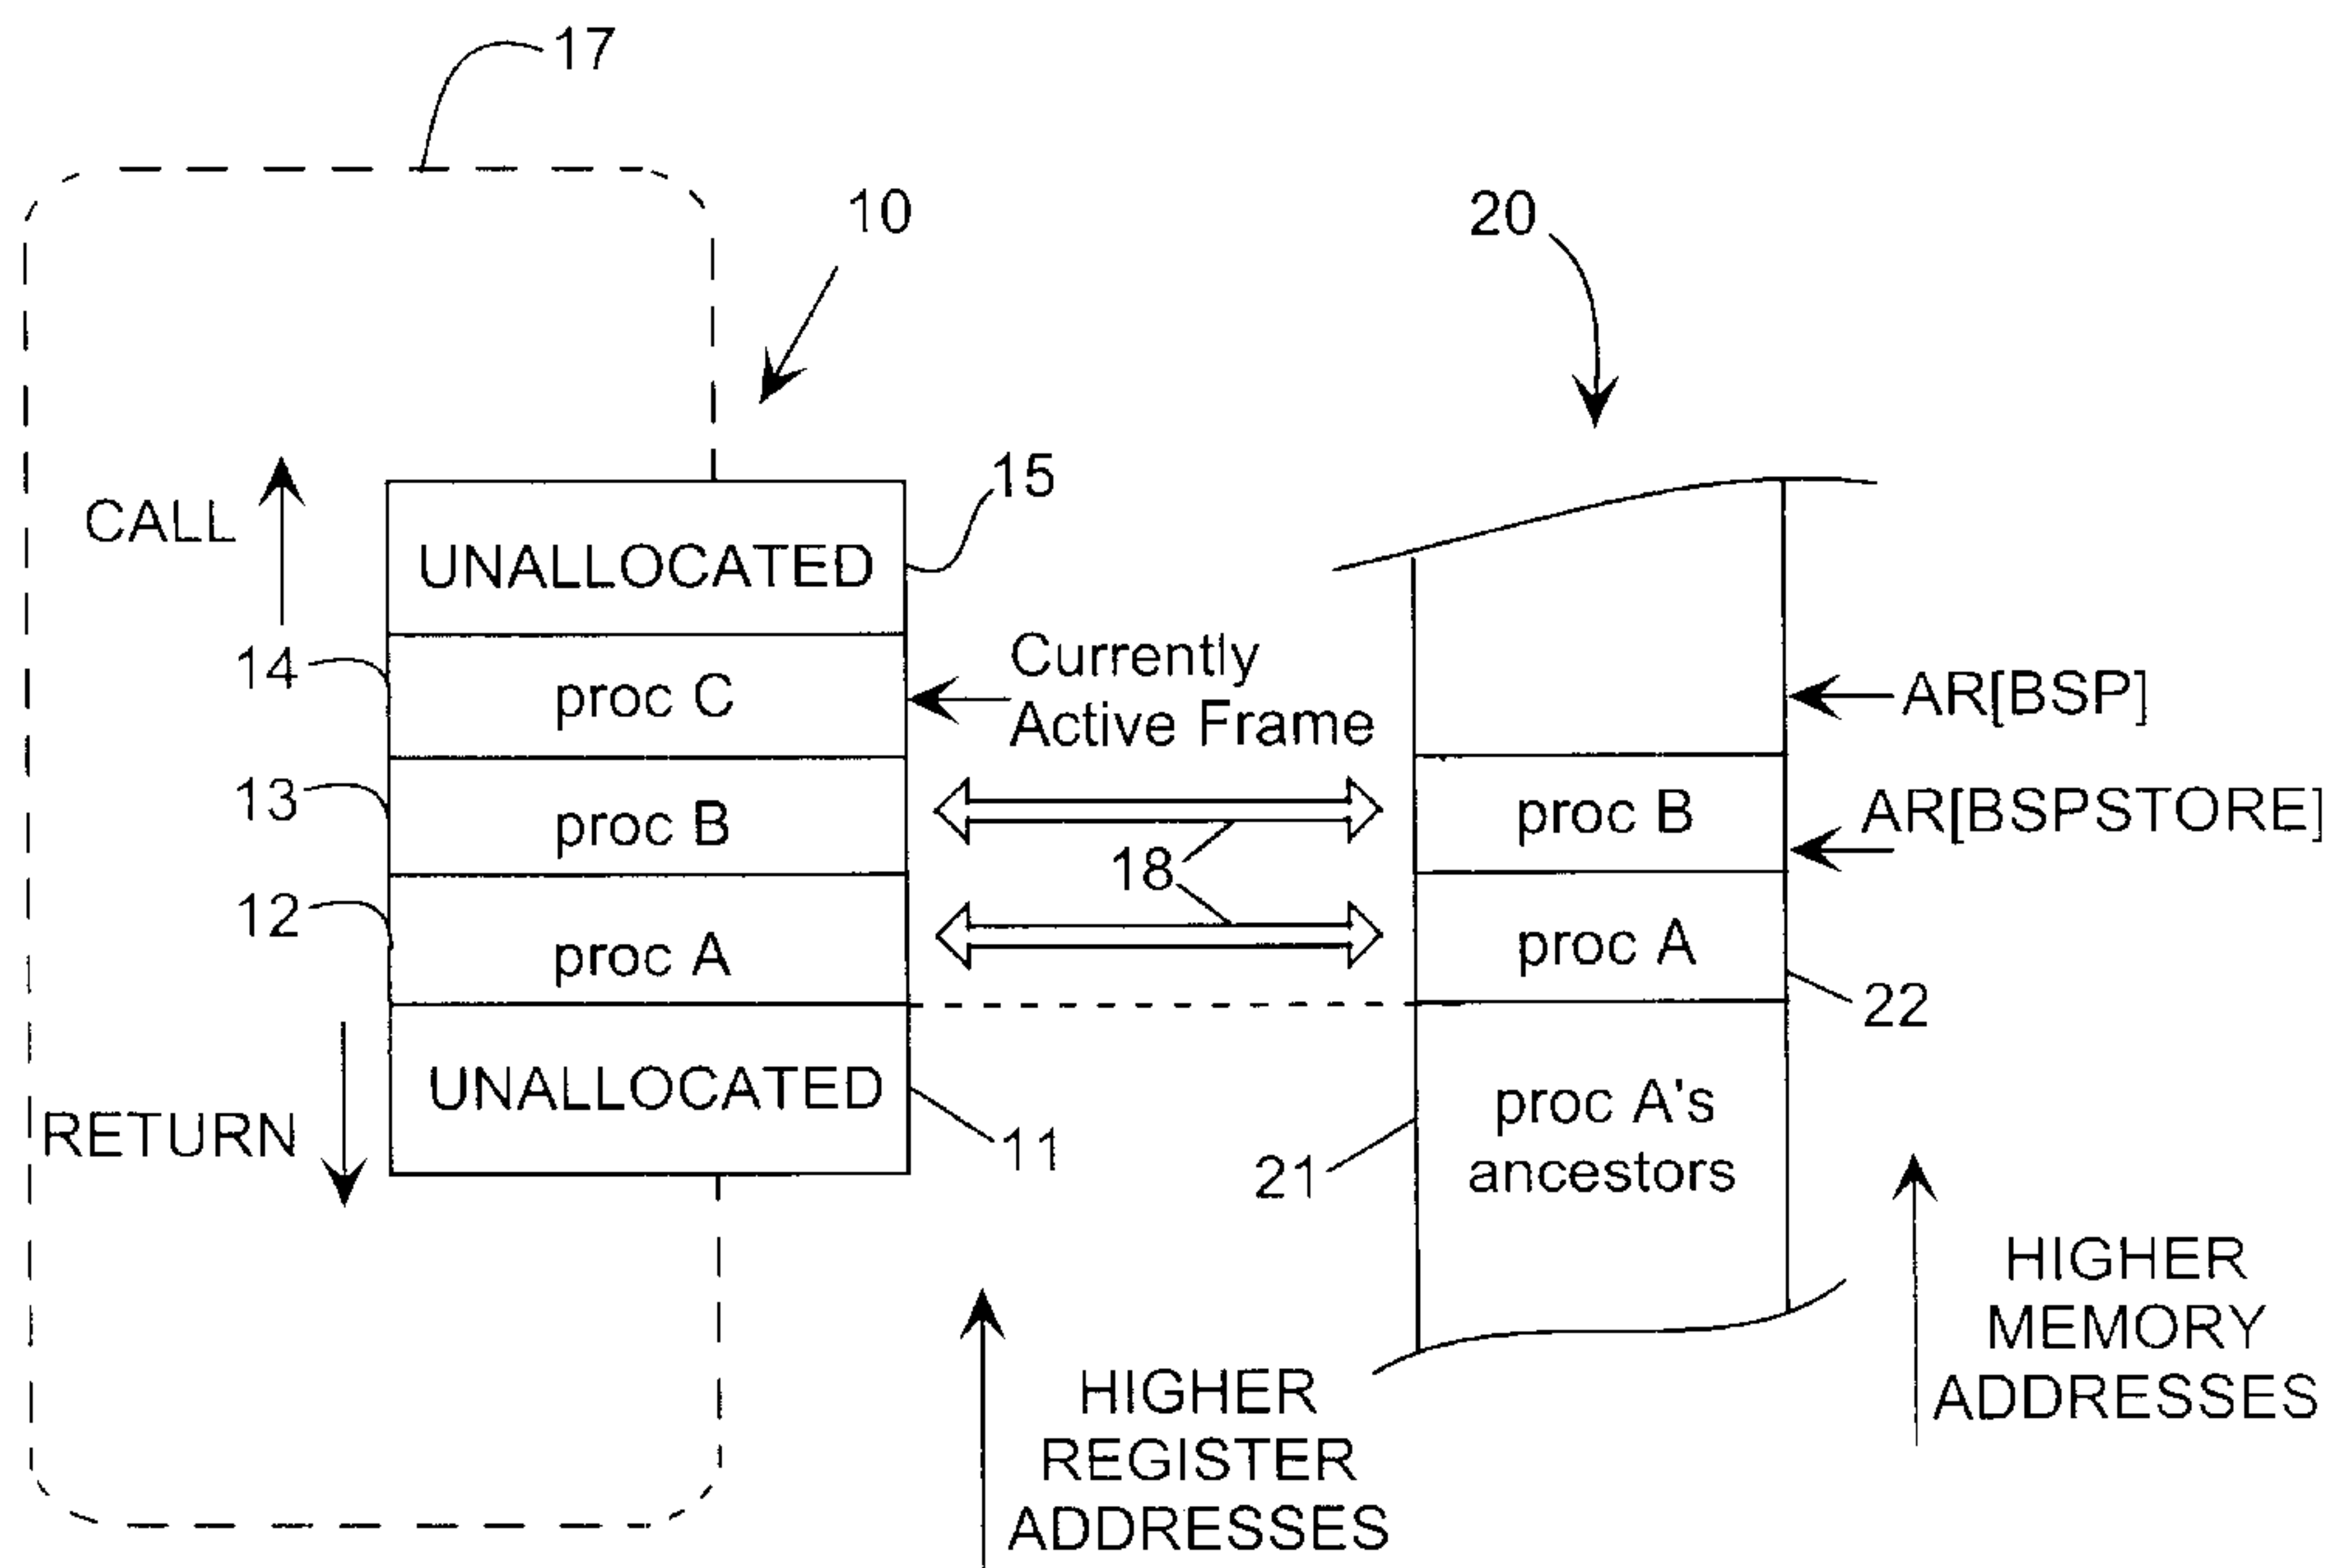 17
10
20
15
CALL
UNALLOCATED
14
proc C
Currently
Active Frame
AR[BSP]
13
proc B
proc B
AR[BSPSTORE]
18
12
proc A
proc A
22
UNALLOCATED
proc A's
ancestors
RETURN
11
21
HIGHER
MEMORY
ADDRESSES
HIGHER
REGISTER
ADDRESSES